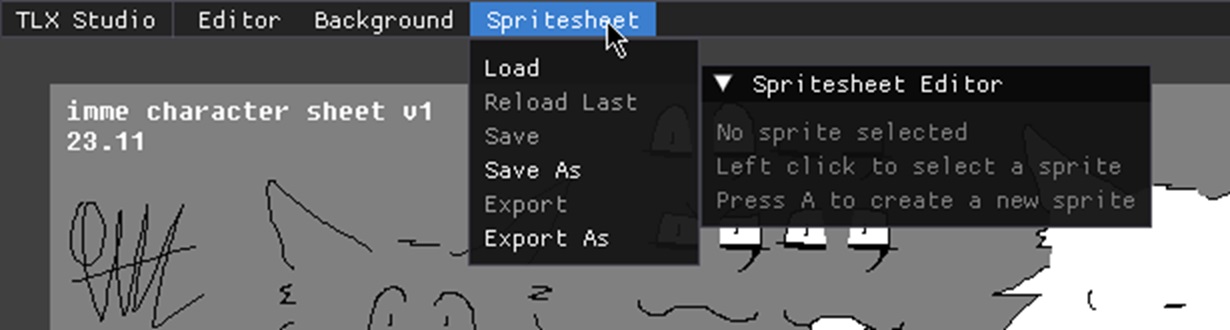 TLX Studio Editor Background Spritesheet
Load
Reload Last
Save
Save As
Export
Export As
Spritesheet Editor
No sprite selected
Left click to select a sprite
Press A to create a new sprite
imme character sheet v1
23.11